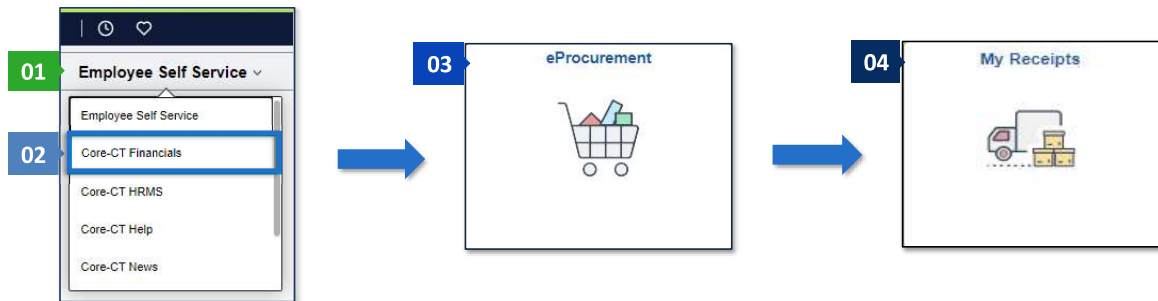 01
Employee Self Service
Employee Self Service
02
Core-CT Financials
Core-CT HRMS
Core-CT Help
Core-CT News
03
eProcurement
04
My Receipts